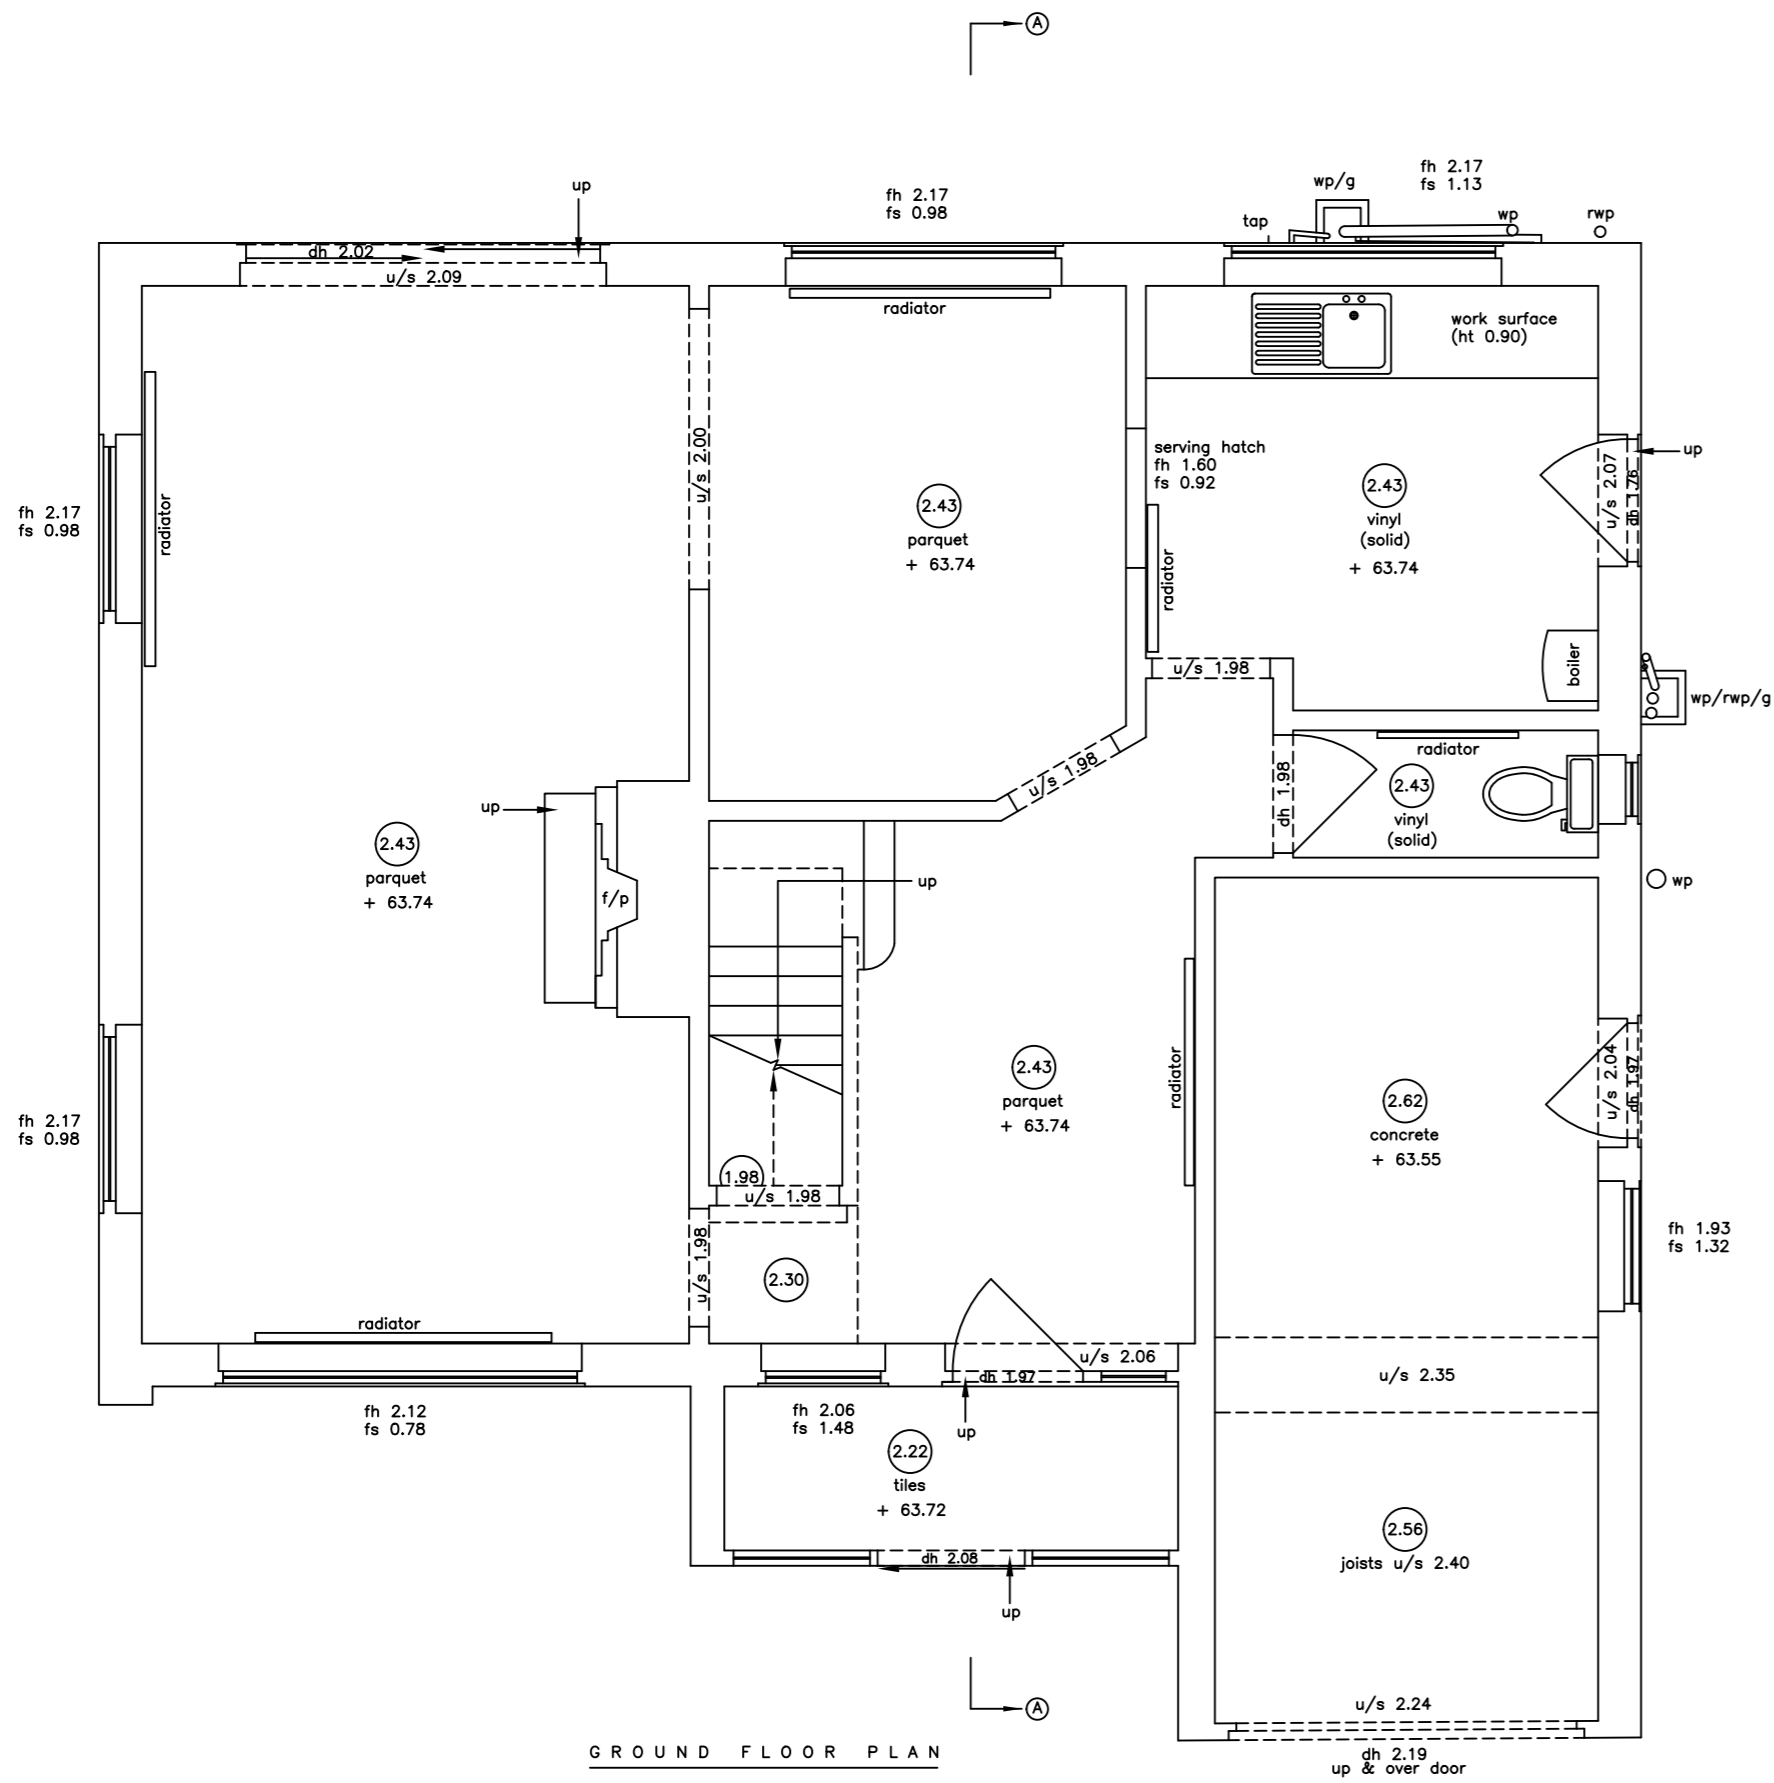 A
up
fh 2.17
fs 0.98
wp/g
fh 2.17
fs 1.13
tap
wp
rwp
dh 2.02
u/s 2.09
radiator
work surface
(ht 0.90)
u/s 2.00
serving hatch
fh 1.60
fs 0.92
up
u/s 2.07
dh 1.76
fh 2.17
fs 0.98
radiator
2.43
parquet
+ 63.74
2.43
vinyl
(solid)
+ 63.74
radiator
boiler
u/s 1.98
wp/rwp/g
radiator
u/s 1.98
dh 1.98
2.43
vinyl
(solid)
up
2.43
parquet
+ 63.74
f/p
up
wp
2.43
parquet
+ 63.74
radiator
2.62
concrete
+ 63.55
u/s 2.04
dh 1.97
fh 2.17
fs 0.98
1.98
u/s 1.98
u/s 1.98
2.30
fh 1.93
fs 1.32
radiator
u/s 2.06
dh 1.97
u/s 2.35
fh 2.12
fs 0.78
fh 2.06
fs 1.48
up
2.22
tiles
+ 63.72
2.56
joists u/s 2.40
dh 2.08
up
u/s 2.24
A
GROUND FLOOR PLAN
dh 2.19
up & over door